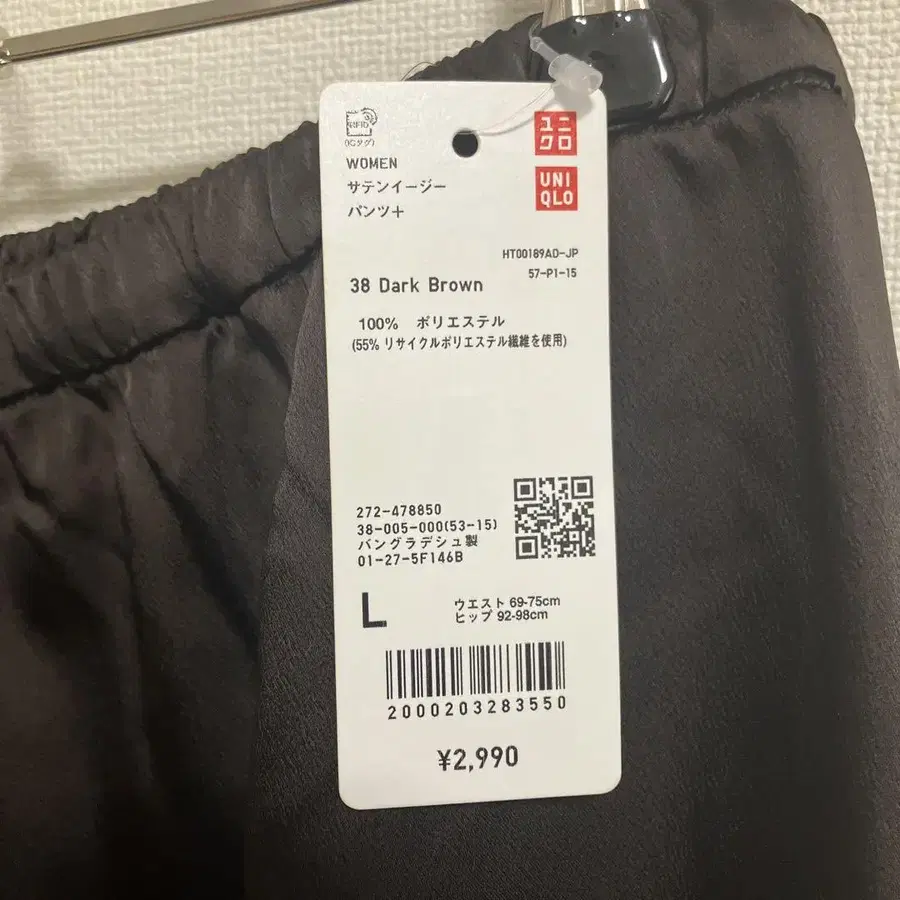 RFID
(ICタグ)
ユニ
クロ
WOMEN
サテンイージー
パンツ+
UNI
QLO
HT00189AD-JP
57-P1-15
38 Dark Brown
100% ポリエステル
(55% リサイクルポリエステル繊維を使用)
272-478850
38-005-000(53-15)
バングラデシュ製
01-27-5F146B
L
ウエスト 69-75cm
ヒップ 92-98cm
2000203283550
¥2,990